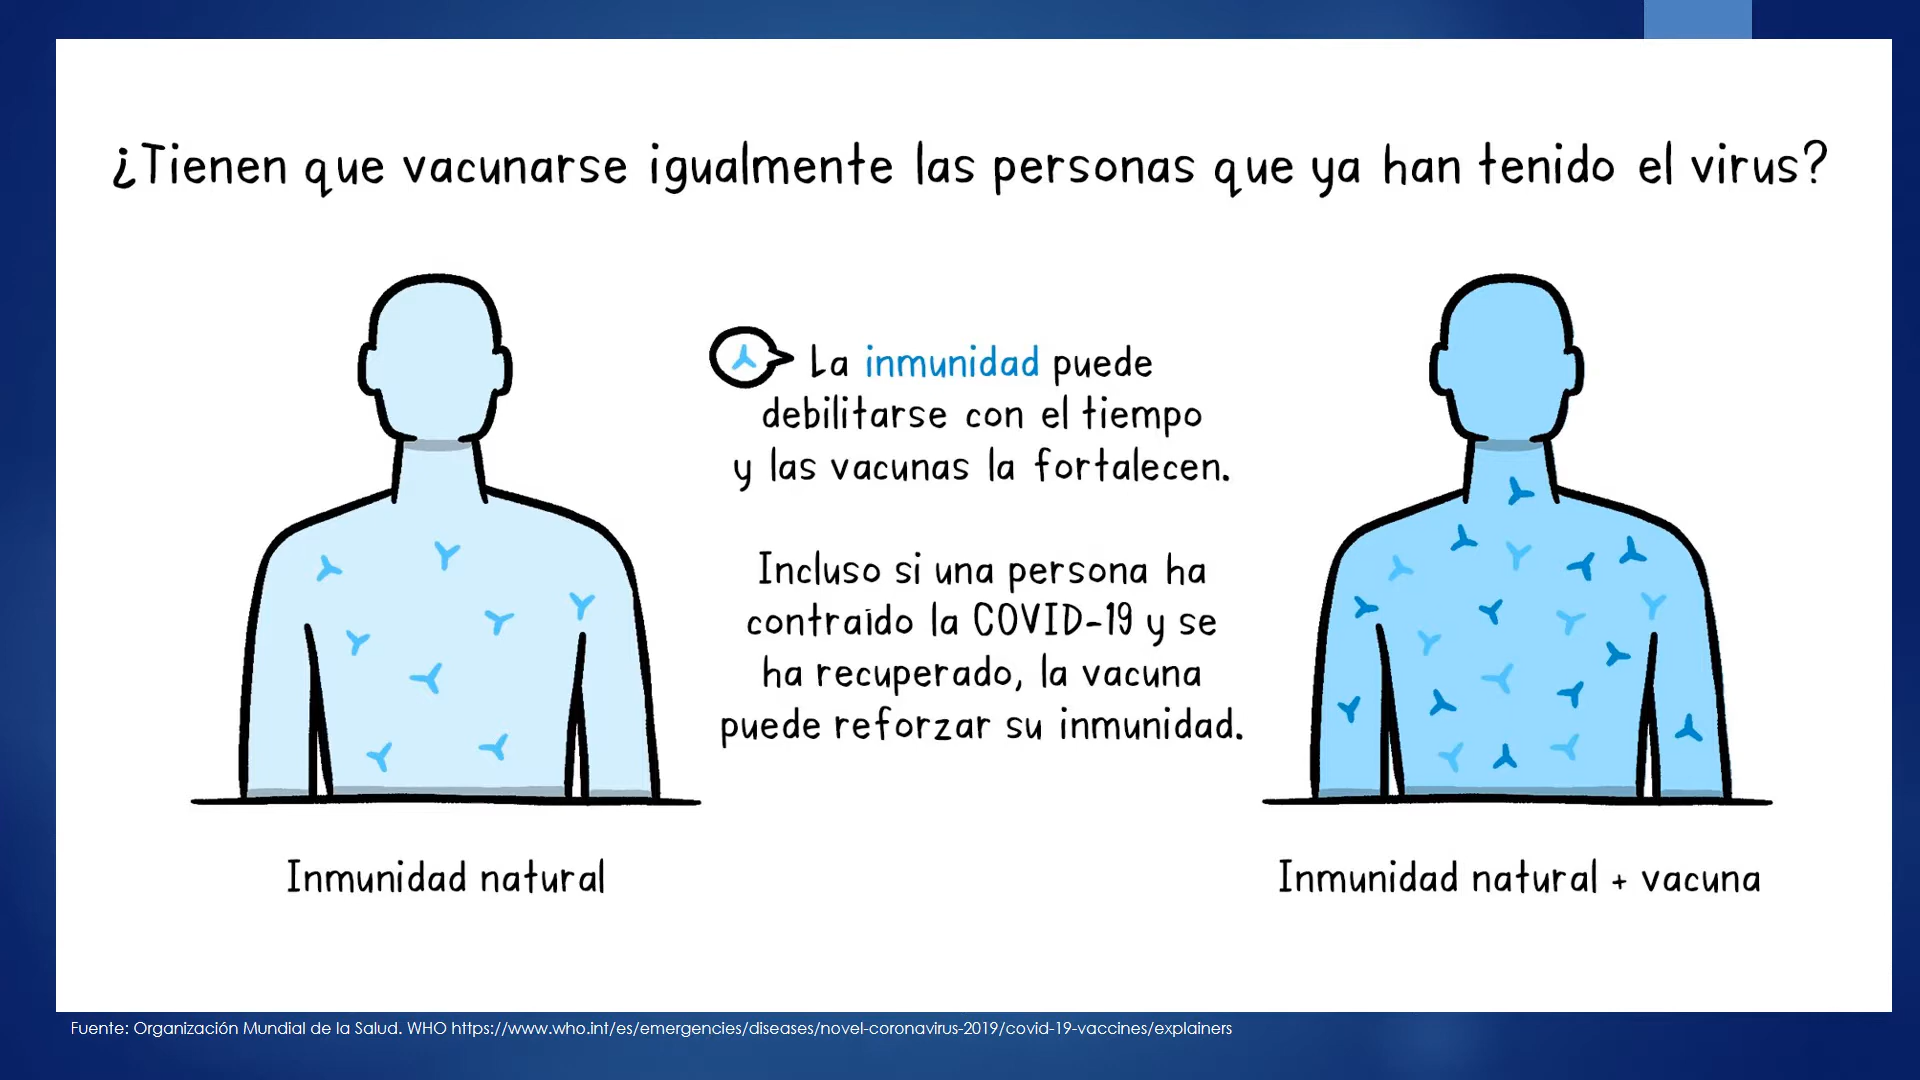 ¿Tienen que vacunarse igualmente las personas que ya han tenido el virus?
La inmunidad puede
debilitarse con el tiempo
y las vacunas la fortalecen.
Incluso si una persona ha
contraído la COVID-19 y se
ha recuperado, la vacuna
puede reforzar su inmunidad.
Inmunidad natural
Inmunidad natural + vacuna
Fuente: Organización Mundial de la Salud. WHO https://www.who.int/es/emergencies/diseases/novel-coronavirus-2019/covid-19-vaccines/explainers